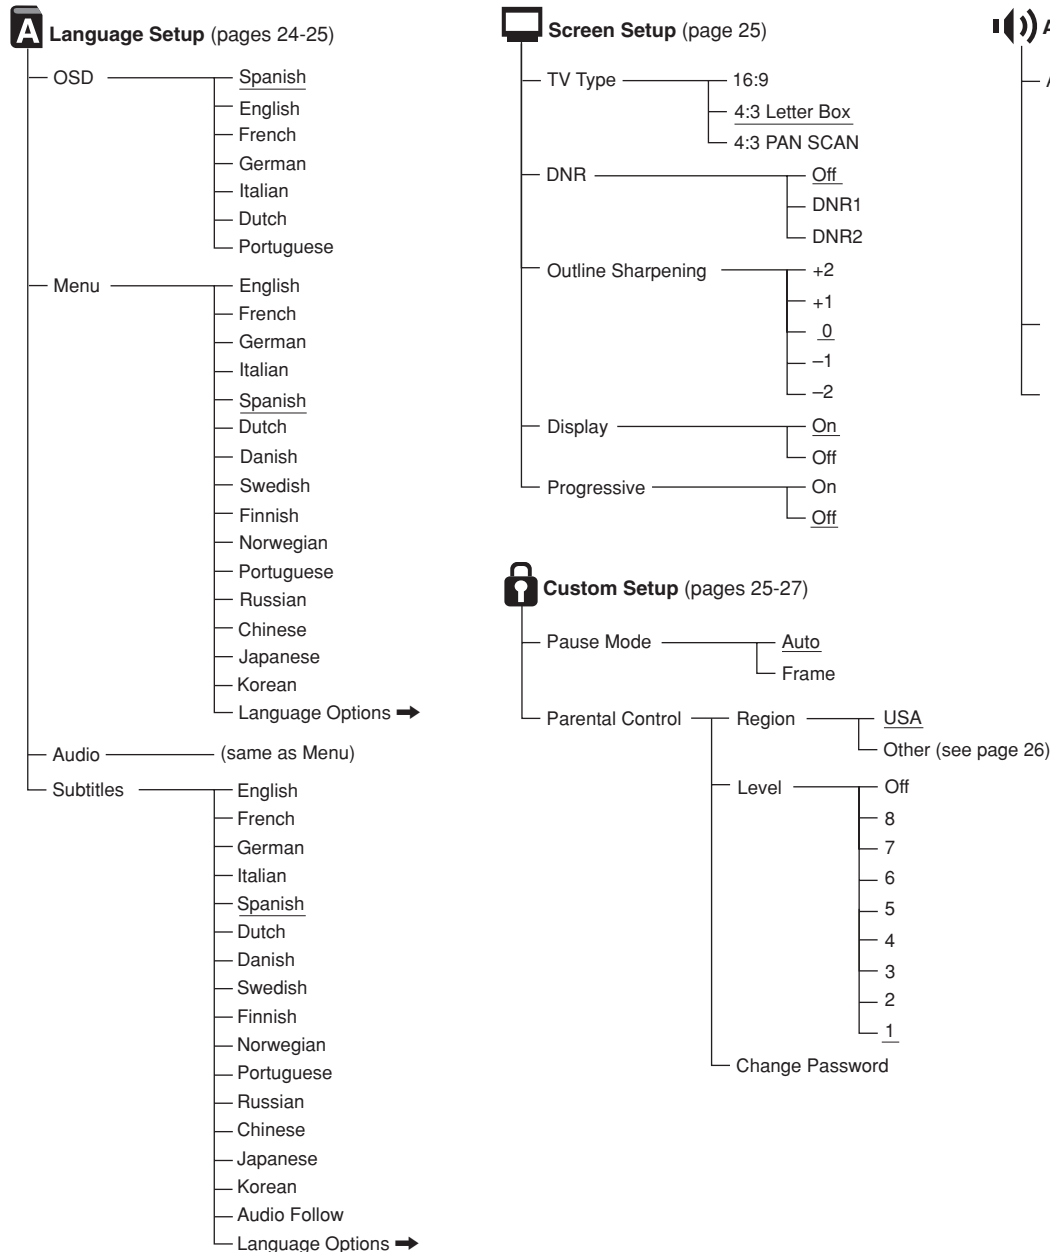 A Language Setup (pages 24-25)
OSD
Spanish
English
French
German
Italian
Dutch
Portuguese
Menu
English
French
German
Italian
Spanish
Dutch
Danish
Swedish
Finnish
Norwegian
Portuguese
Russian
Chinese
Japanese
Korean
Language Options
Audio
(same as Menu)
Subtitles
English
French
German
Italian
Spanish
Dutch
Danish
Swedish
Finnish
Norwegian
Portuguese
Russian
Chinese
Japanese
Korean
Audio Follow
Language Options
Screen Setup (page 25)
TV Type
16:9
4:3 Letter Box
4:3 PAN SCAN
DNR
Off
DNR1
DNR2
Outline Sharpening
+2
+1
0
–1
–2
Display
On
Off
Progressive
On
Off
Custom Setup (pages 25-27)
Pause Mode
Auto
Frame
Parental Control
Region
USA
Other (see page 26)
Level
Off
8
7
6
5
4
3
2
1
Change Password